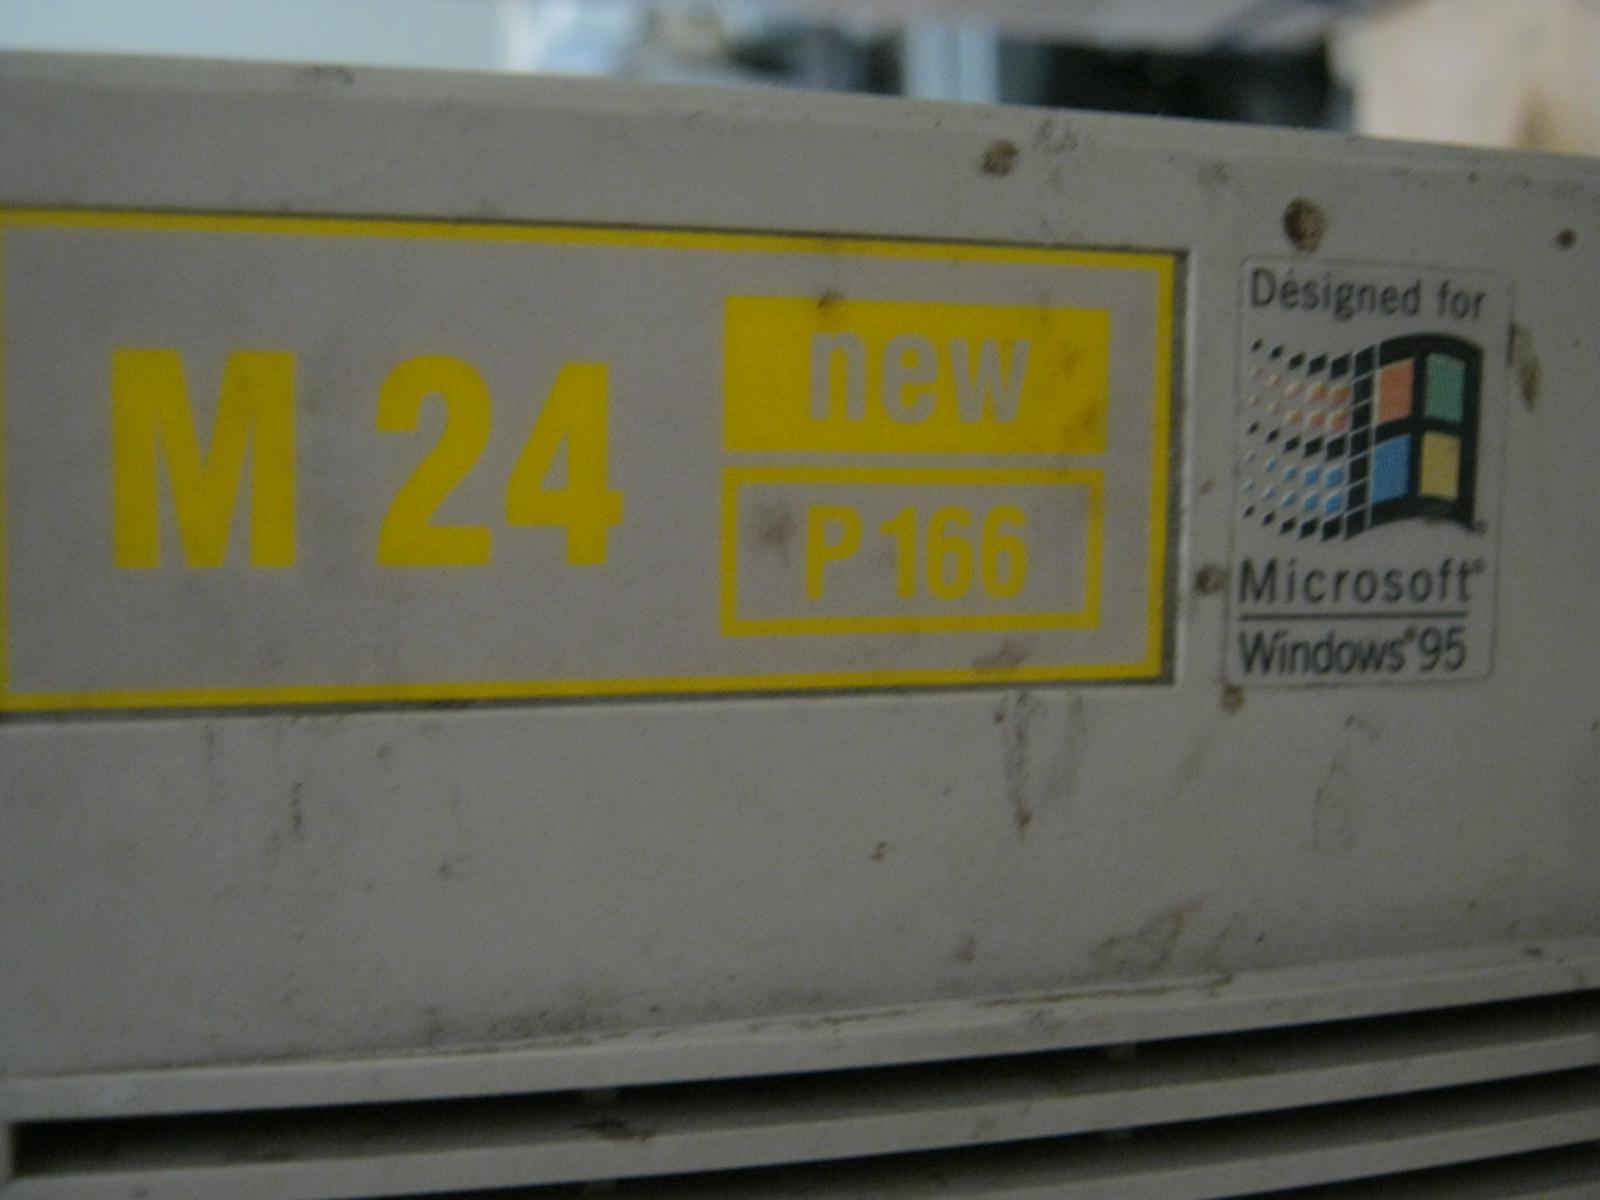 M 24
new
P 166
Designed for
Microsoft®
Windows®95